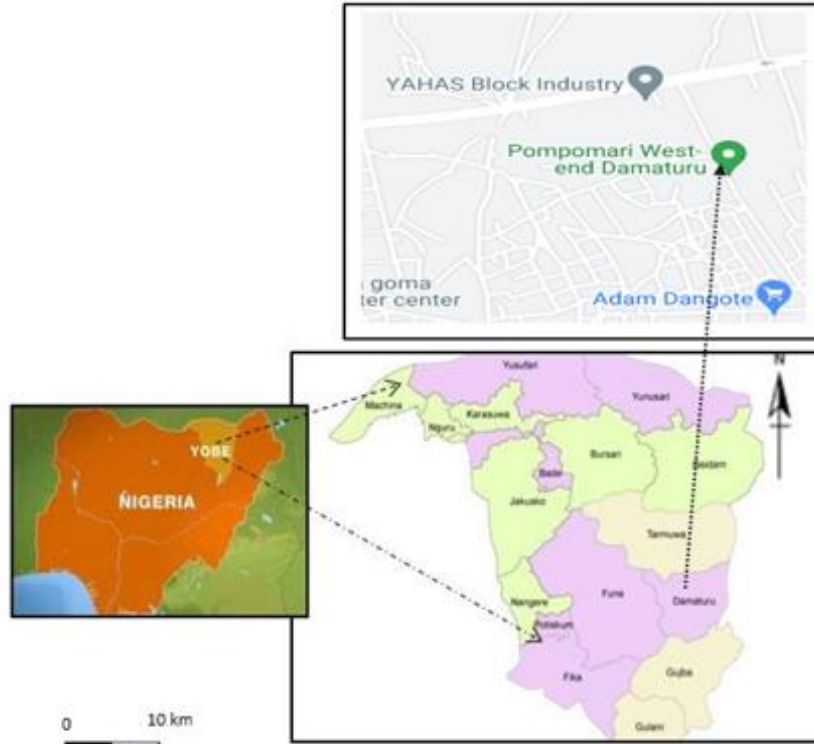 YAHAS Block Industry
Pompomari West-
end Damaturu
goma
ter center
Adam Dangote
N
Yusufari
Machina
Yunusari
Karasuwa
Nguru
YOBE
Bursari
Bade
NIGERIA
Jakusko
Tarmuwa
Nangere
Fune
Damaturu
Potiskum
Fika
Gujba
Gulani
0 10 km